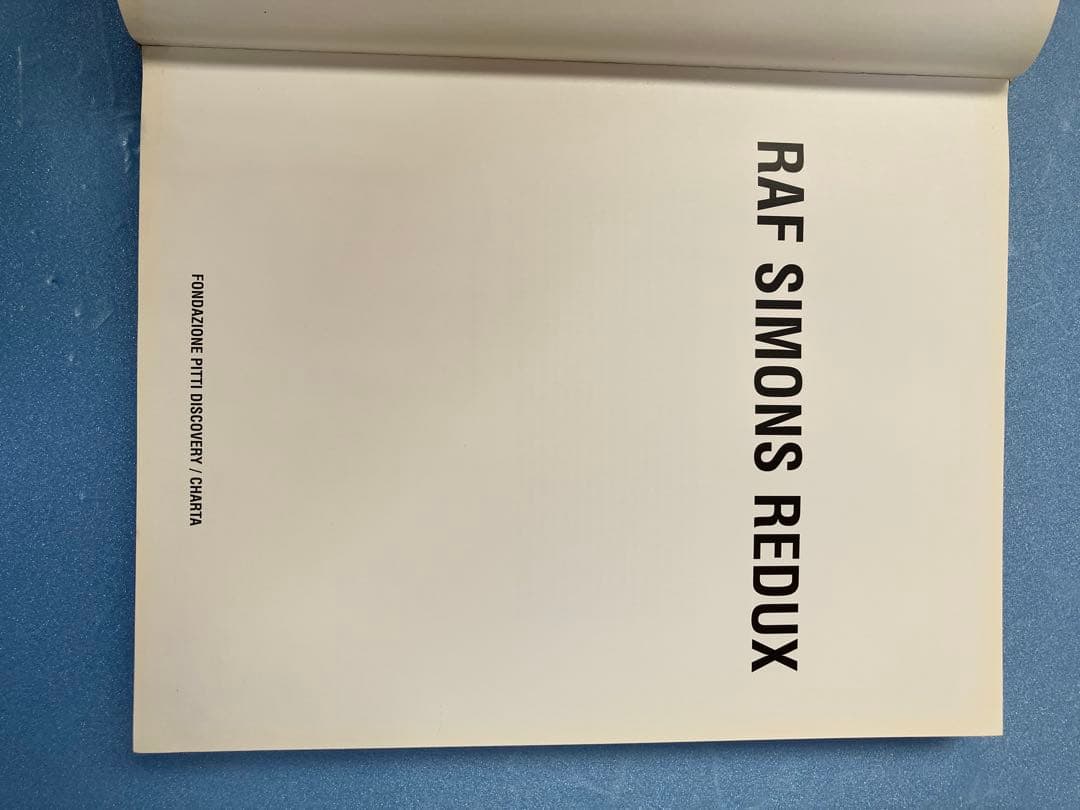 RAF SIMONS REDUX
FONDAZIONE PITTI DISCOVERY / CHARTA